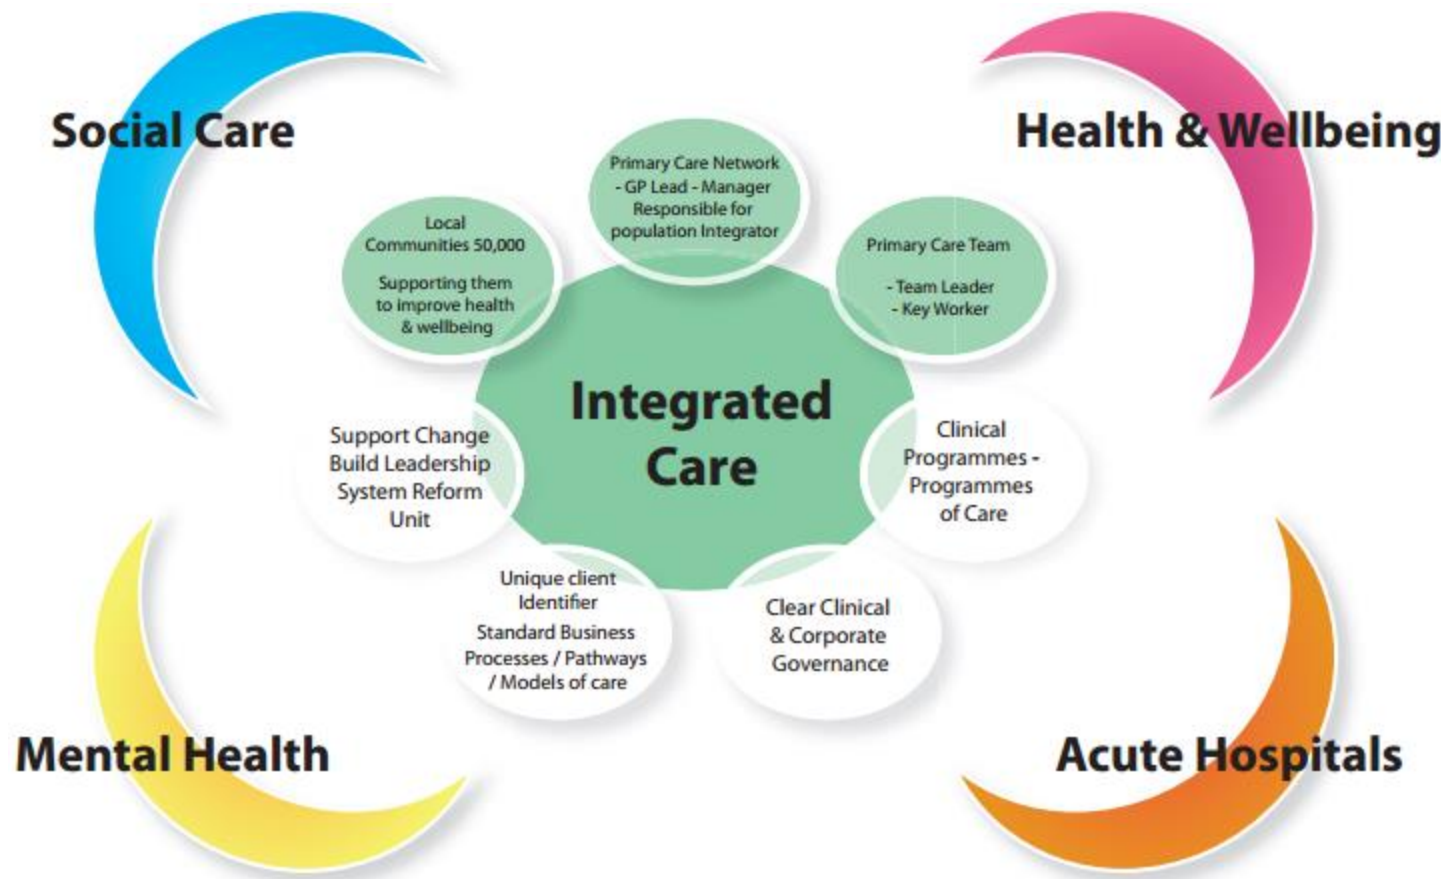 Social Care
Health & Wellbeing
Primary Care Network
- GP Lead - Manager
Responsible for
population Integrator
Local
Communities 50,000
Supporting them
to improve health
& wellbeing
Primary Care Team
- Team Leader
- Key Worker
Integrated
Care
Support Change
Build Leadership
System Reform
Unit
Clinical
Programmes -
Programmes
of Care
Unique client
Identifier
Standard Business
Processes / Pathways
/ Models of care
Clear Clinical
& Corporate
Governance
Mental Health
Acute Hospitals